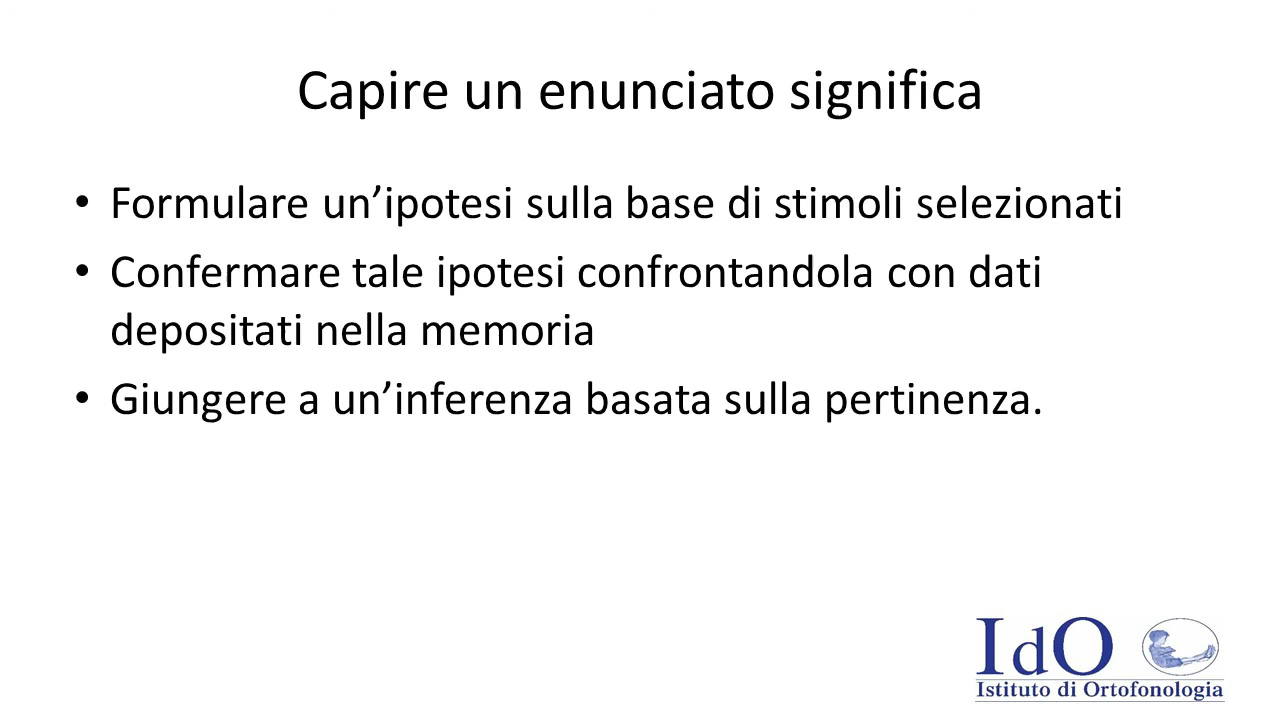 Capire un enunciato significa
• Formulare un’ipotesi sulla base di stimoli selezionati
• Confermare tale ipotesi confrontandola con dati
depositati nella memoria
• Giungere a un’inferenza basata sulla pertinenza.
IdO
Istituto di Ortofonologia